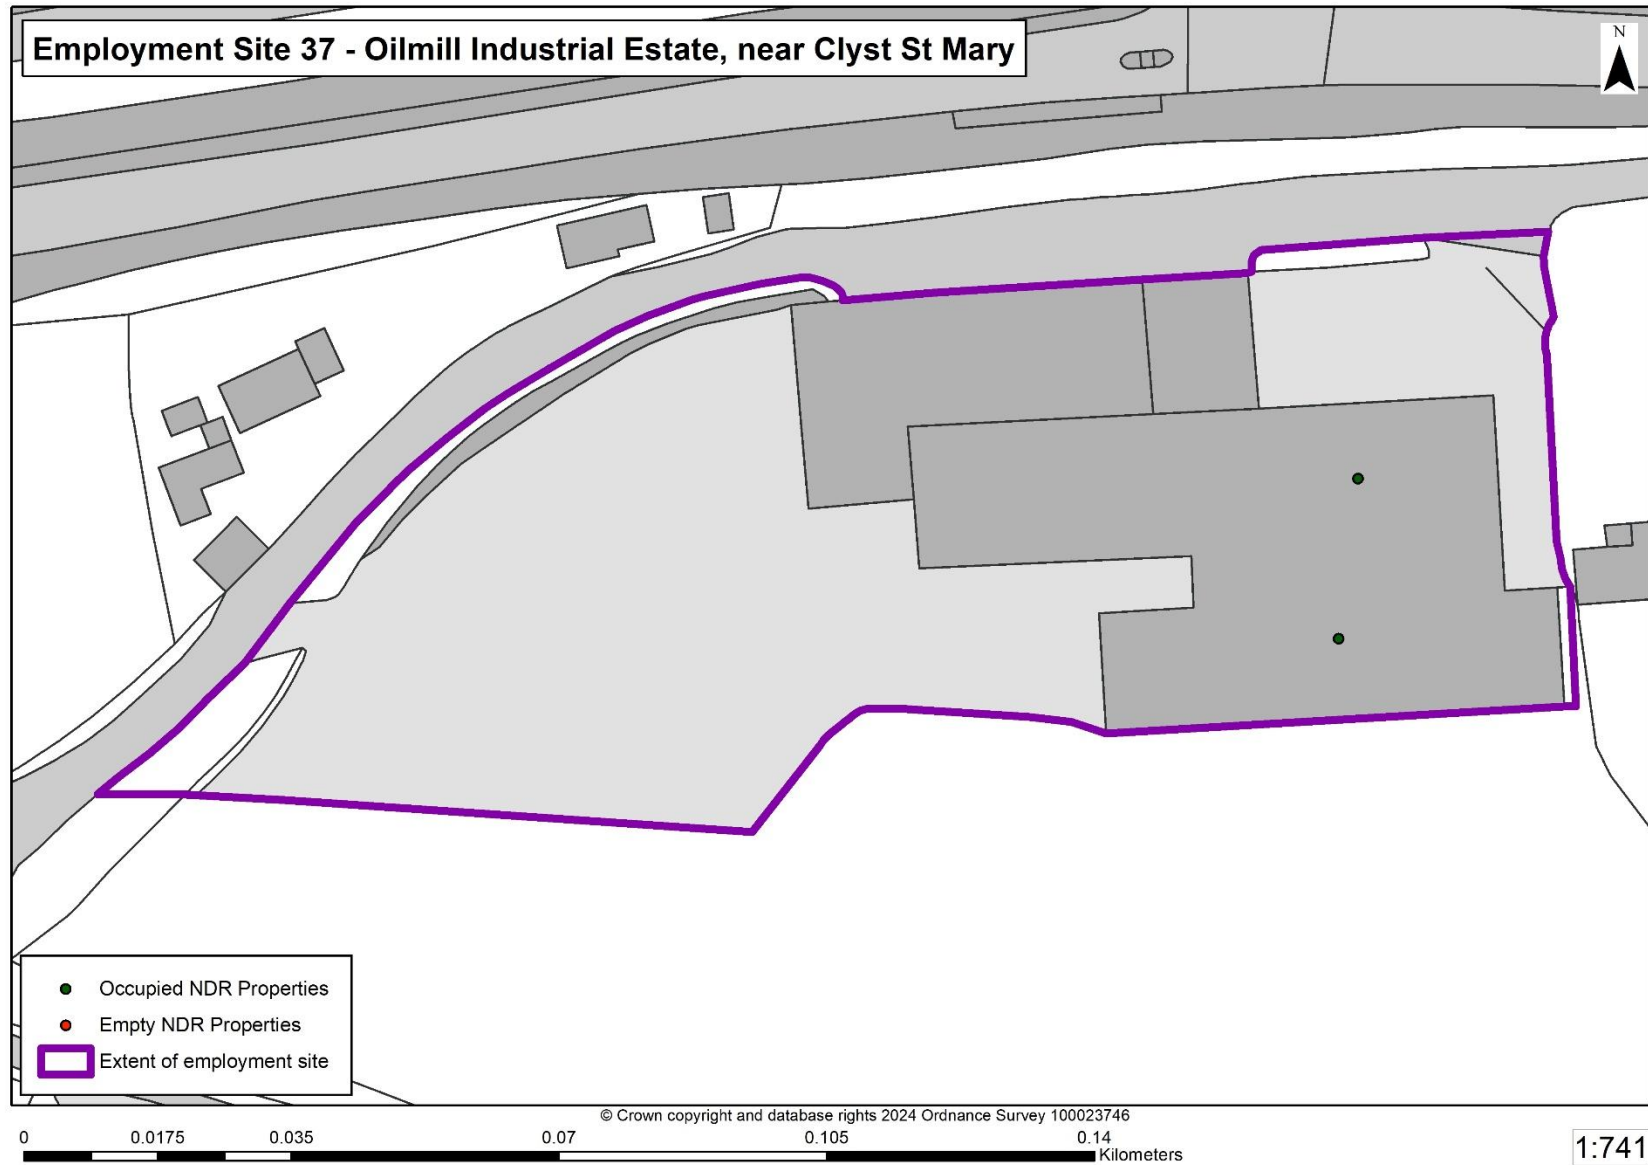 Employment Site 37 - Oilmill Industrial Estate, near Clyst St Mary
N
Occupied NDR Properties
Empty NDR Properties
Extent of employment site
© Crown copyright and database rights 2024 Ordnance Survey 100023746
0 0.0175 0.035 0.07 0.105 0.14
Kilometers
1:741